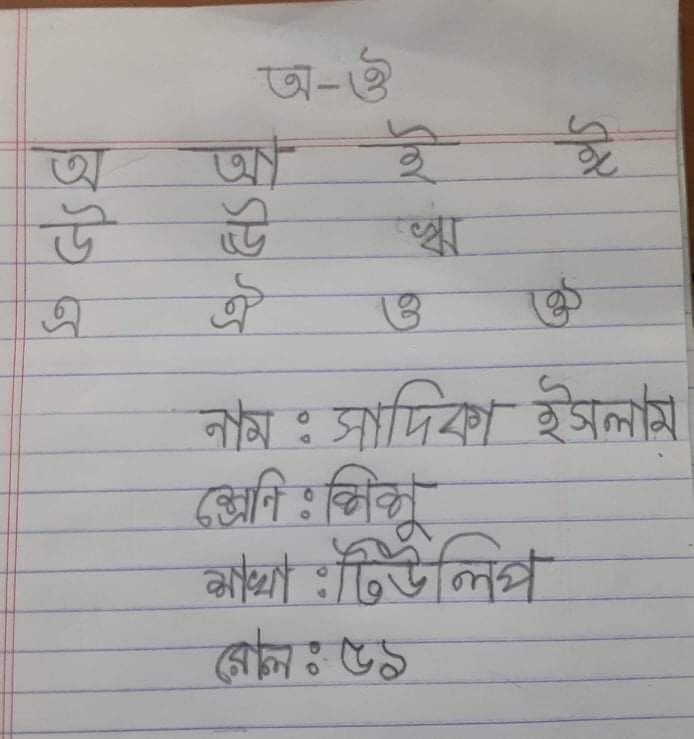 অ-ঔ
অ আ ই ঈ
উ ঊ ঋ
এ ঐ ও ঔ
নাম : সাদিকা ইসলাম
শ্রেনি : শিশু
শাখা : টিউলিপ
রোল : ৫১